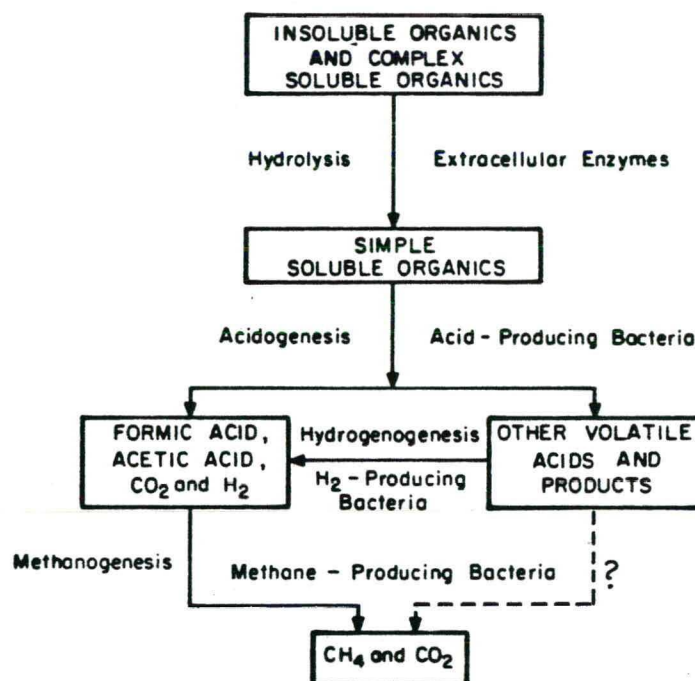 INSOLUBLE ORGANICS
AND COMPLEX
SOLUBLE ORGANICS
Hydrolysis
Extracellular Enzymes
SIMPLE
SOLUBLE ORGANICS
Acidogenesis
Acid - Producing Bacteria
FORMIC ACID,
ACETIC ACID,
CO₂ and H₂
Hydrogenogenesis
H₂ - Producing
Bacteria
OTHER VOLATILE
ACIDS AND
PRODUCTS
Methanogenesis
Methane - Producing Bacteria
?
CH₄ and CO₂